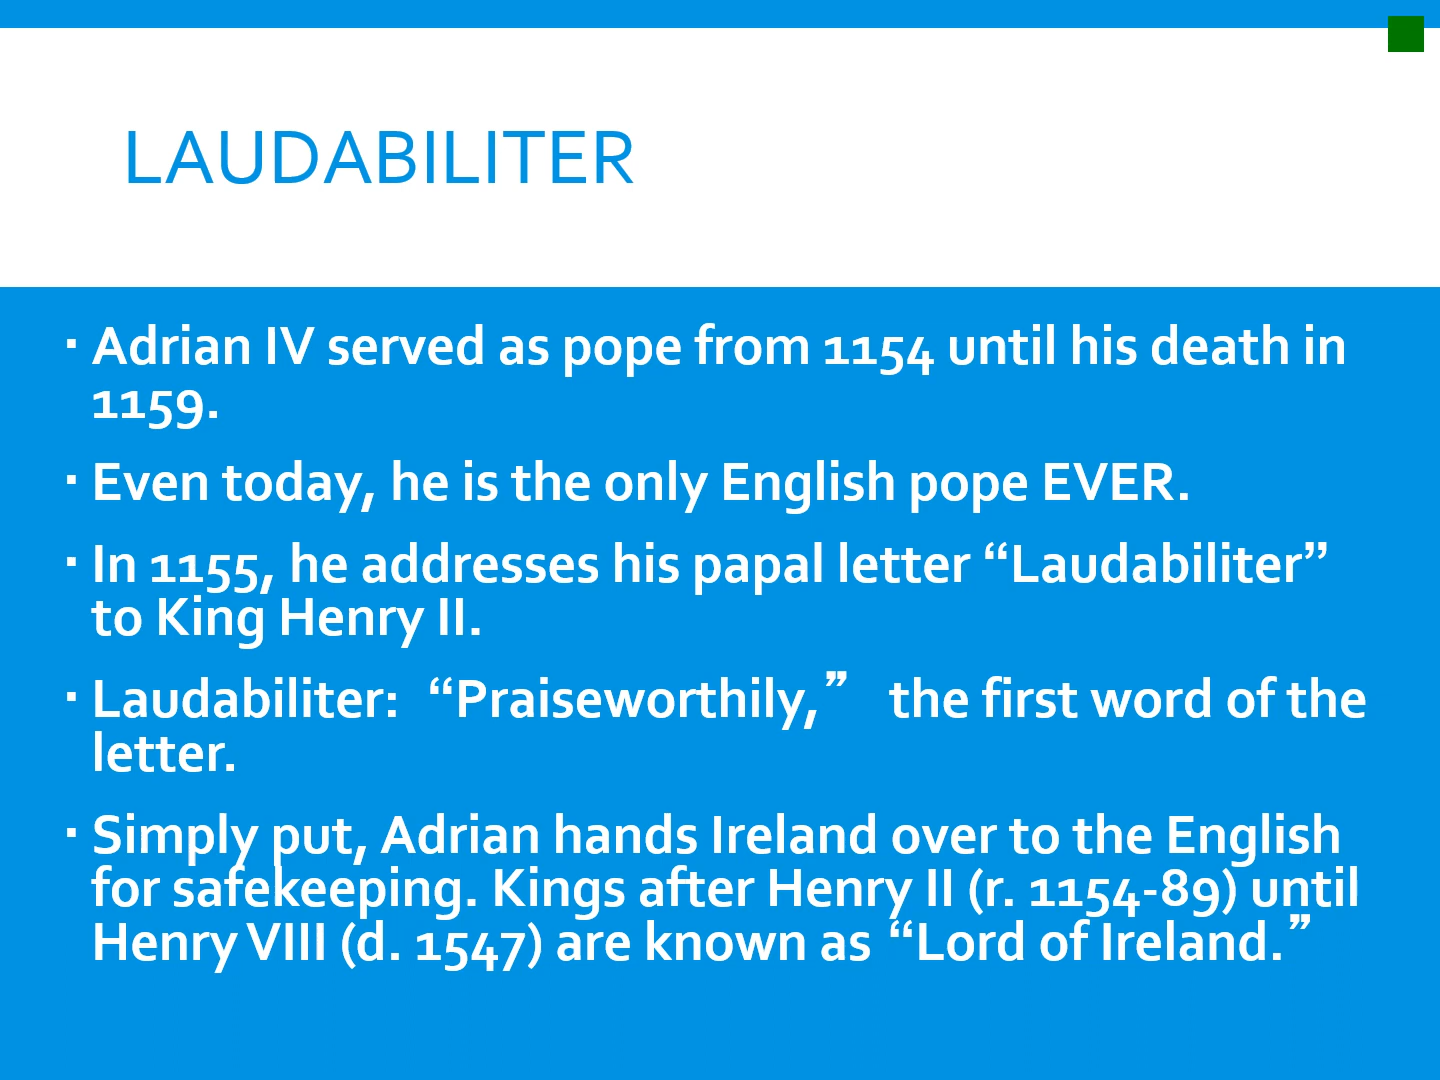 LAUDABILITER
▪ Adrian IV served as pope from 1154 until his death in
1159.
▪ Even today, he is the only English pope EVER.
▪ In 1155, he addresses his papal letter “Laudabiliter”
to King Henry II.
▪ Laudabiliter: “Praiseworthily,” the first word of the
letter.
▪ Simply put, Adrian hands Ireland over to the English
for safekeeping. Kings after Henry II (r. 1154-89) until
Henry VIII (d. 1547) are known as “Lord of Ireland.”